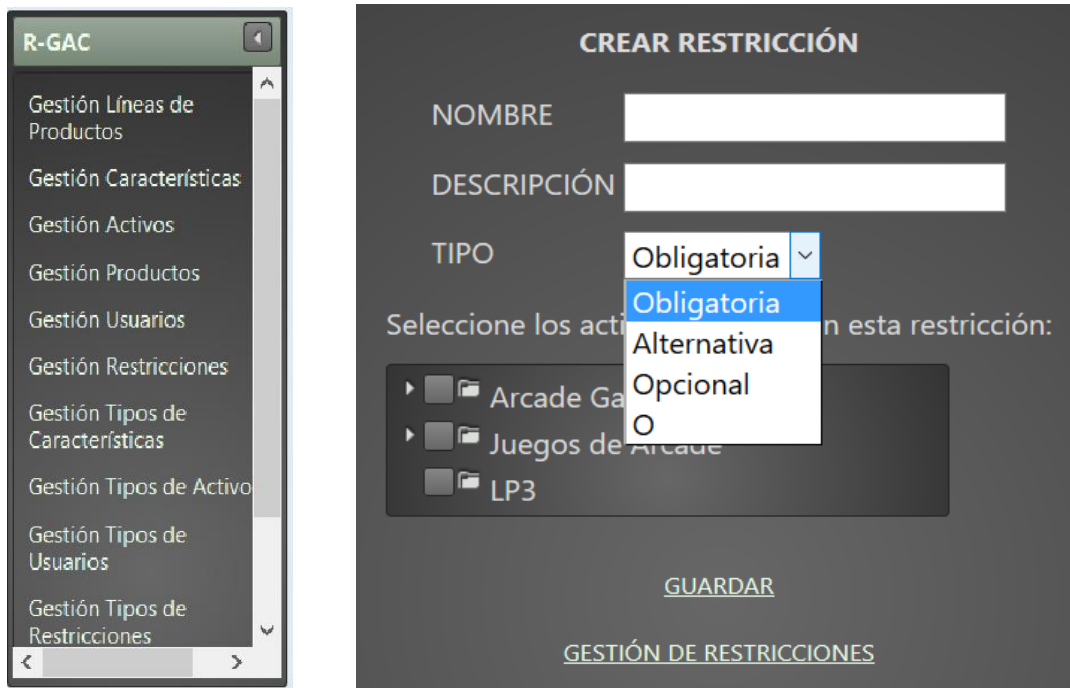 R-GAC
Gestión Líneas de
Productos
Gestión Características
Gestión Activos
Gestión Productos
Gestión Usuarios
Gestión Restricciones
Gestión Tipos de
Características
Gestión Tipos de Activo
Gestión Tipos de
Usuarios
Gestión Tipos de
Restricciones
CREAR RESTRICCIÓN
NOMBRE
DESCRIPCIÓN
TIPO
Obligatoria
Obligatoria
Alternativa
Opcional
O
Seleccione los acti n esta restricción:
Arcade Ga
Juegos de Arcade
LP3
GUARDAR
GESTIÓN DE RESTRICCIONES